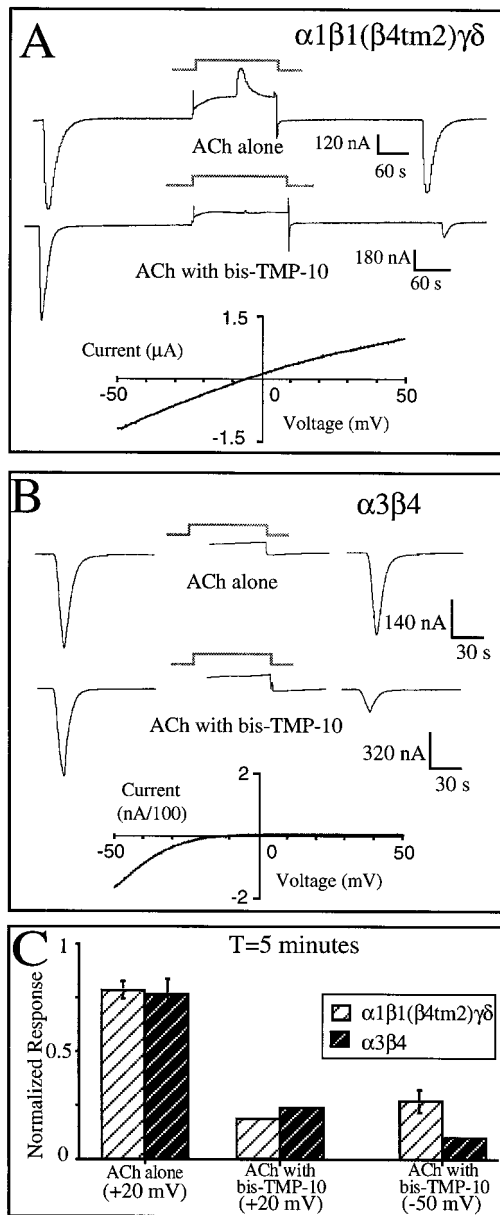 A
α1β1(β4tm2)γδ
ACh alone
120 nA
60 s
ACh with bis-TMP-10
180 nA
60 s
1.5
Current (μA)
-50
0
50
Voltage (mV)
-1.5
B
α3β4
ACh alone
140 nA
30 s
ACh with bis-TMP-10
320 nA
30 s
2
Current
(nA/100)
-50
0
50
Voltage (mV)
-2
C
T=5 minutes
1
Normalized Response
0.5
0
α1β1(β4tm2)γδ
α3β4
ACh alone
(+20 mV)
ACh with
bis-TMP-10
(+20 mV)
ACh with
bis-TMP-10
(-50 mV)